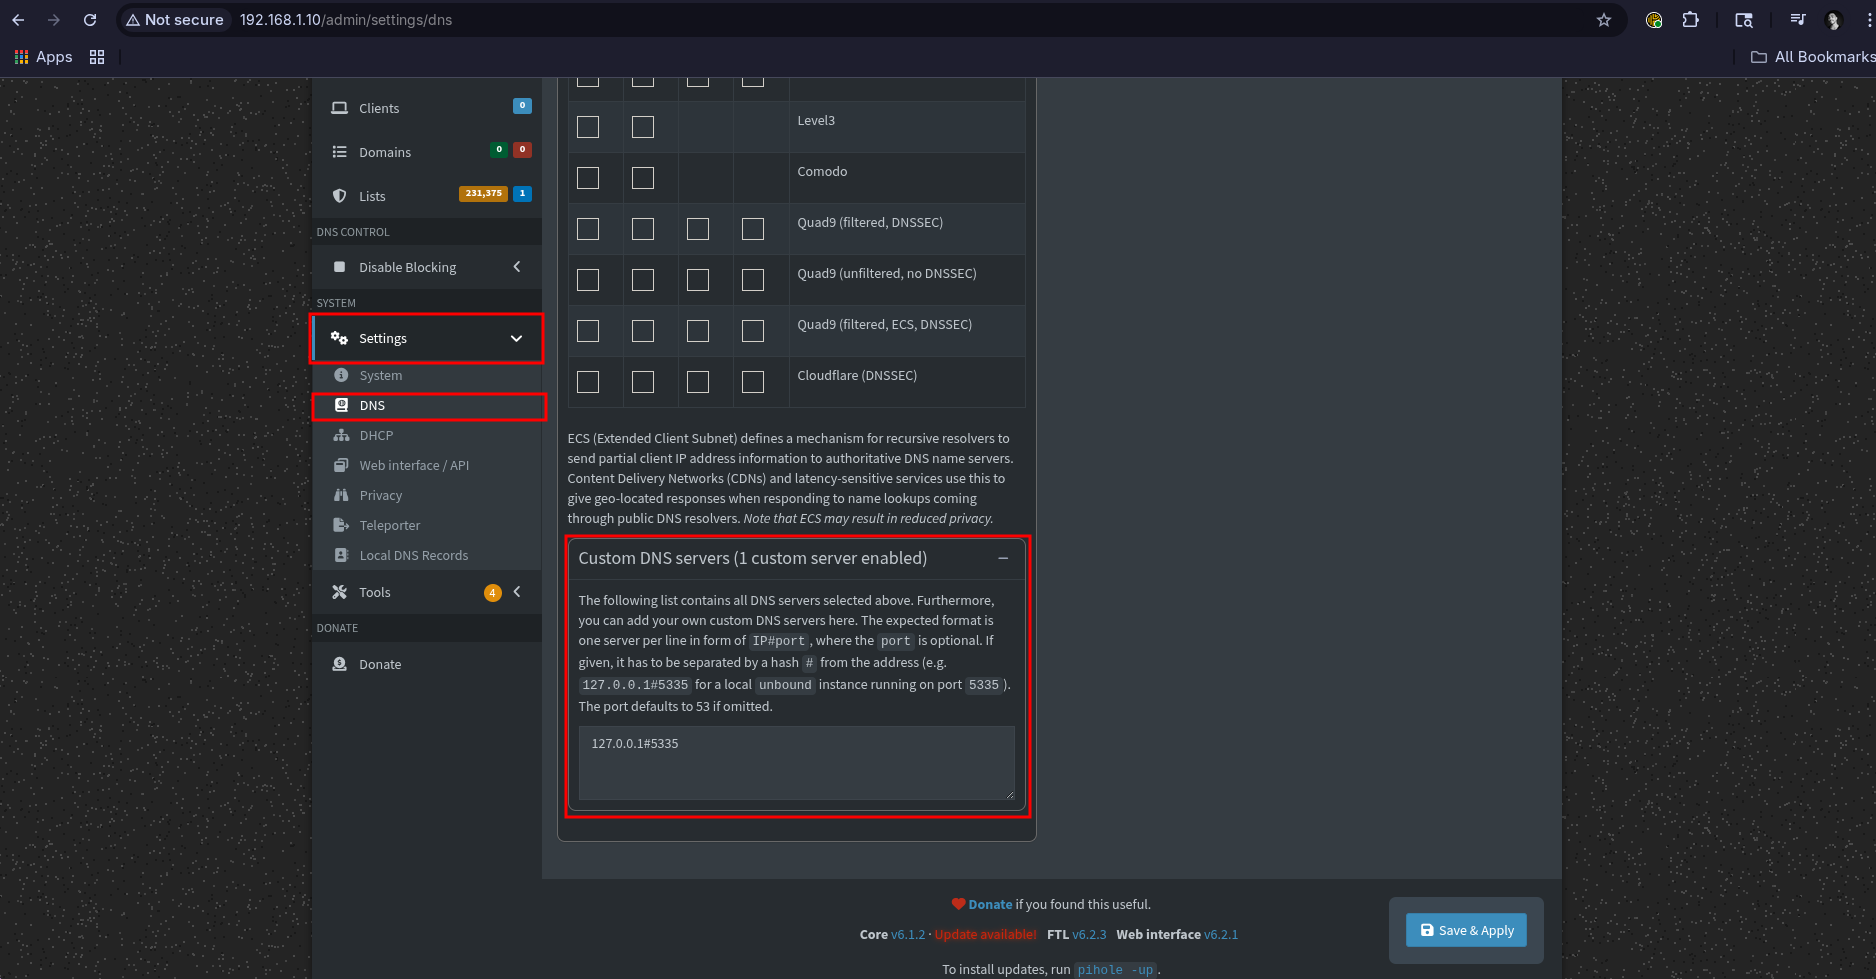 Not secure 192.168.1.10/admin/settings/dns
Apps
All Bookmarks
Clients 0
Domains 0 0
Lists 231,375 1
DNS CONTROL
Disable Blocking
SYSTEM
Settings
System
DNS
DHCP
Web interface / API
Privacy
Teleporter
Local DNS Records
Tools 4
DONATE
Donate
Level3
Comodo
Quad9 (filtered, DNSSEC)
Quad9 (unfiltered, no DNSSEC)
Quad9 (filtered, ECS, DNSSEC)
Cloudflare (DNSSEC)
ECS (Extended Client Subnet) defines a mechanism for recursive resolvers to
send partial client IP address information to authoritative DNS name servers.
Content Delivery Networks (CDNs) and latency-sensitive services use this to
give geo-located responses when responding to name lookups coming
through public DNS resolvers. Note that ECS may result in reduced privacy.
Custom DNS servers (1 custom server enabled)
The following list contains all DNS servers selected above. Furthermore,
you can add your own custom DNS servers here. The expected format is
one server per line in form of IP#port, where the port is optional. If
given, it has to be separated by a hash # from the address (e.g.
127.0.0.1#5335 for a local unbound instance running on port 5335).
The port defaults to 53 if omitted.
127.0.0.1#5335
Donate if you found this useful.
Core v6.1.2 · Update available! FTL v6.2.3 Web interface v6.2.1
To install updates, run pihole -up.
Save & Apply